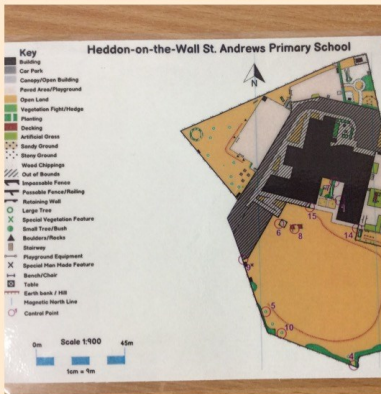 Heddon-on-the-Wall St. Andrews Primary School
Key
Building
Car Park
Canopy/Open Building
Paved Area/Playground
Open Land
Vegetation Fight/Hedge
Planting
Decking
Artificial Grass
Sandy Ground
Stony Ground
Wood Chippings
Out of Bounds
Impassable Fence
Passable Fence/Railing
Retaining Wall
Large Tree
Special Vegetation Feature
Small Tree/Bush
Boulders/Rocks
Stairway
Playground Equipment
Special Man Made Feature
Bench/Chair
Table
Earth bank / Hill
Magnetic North Line
Control Point
Scale 1:900
0m
45m
1cm = 9m
15
6
8
14
5
10
4